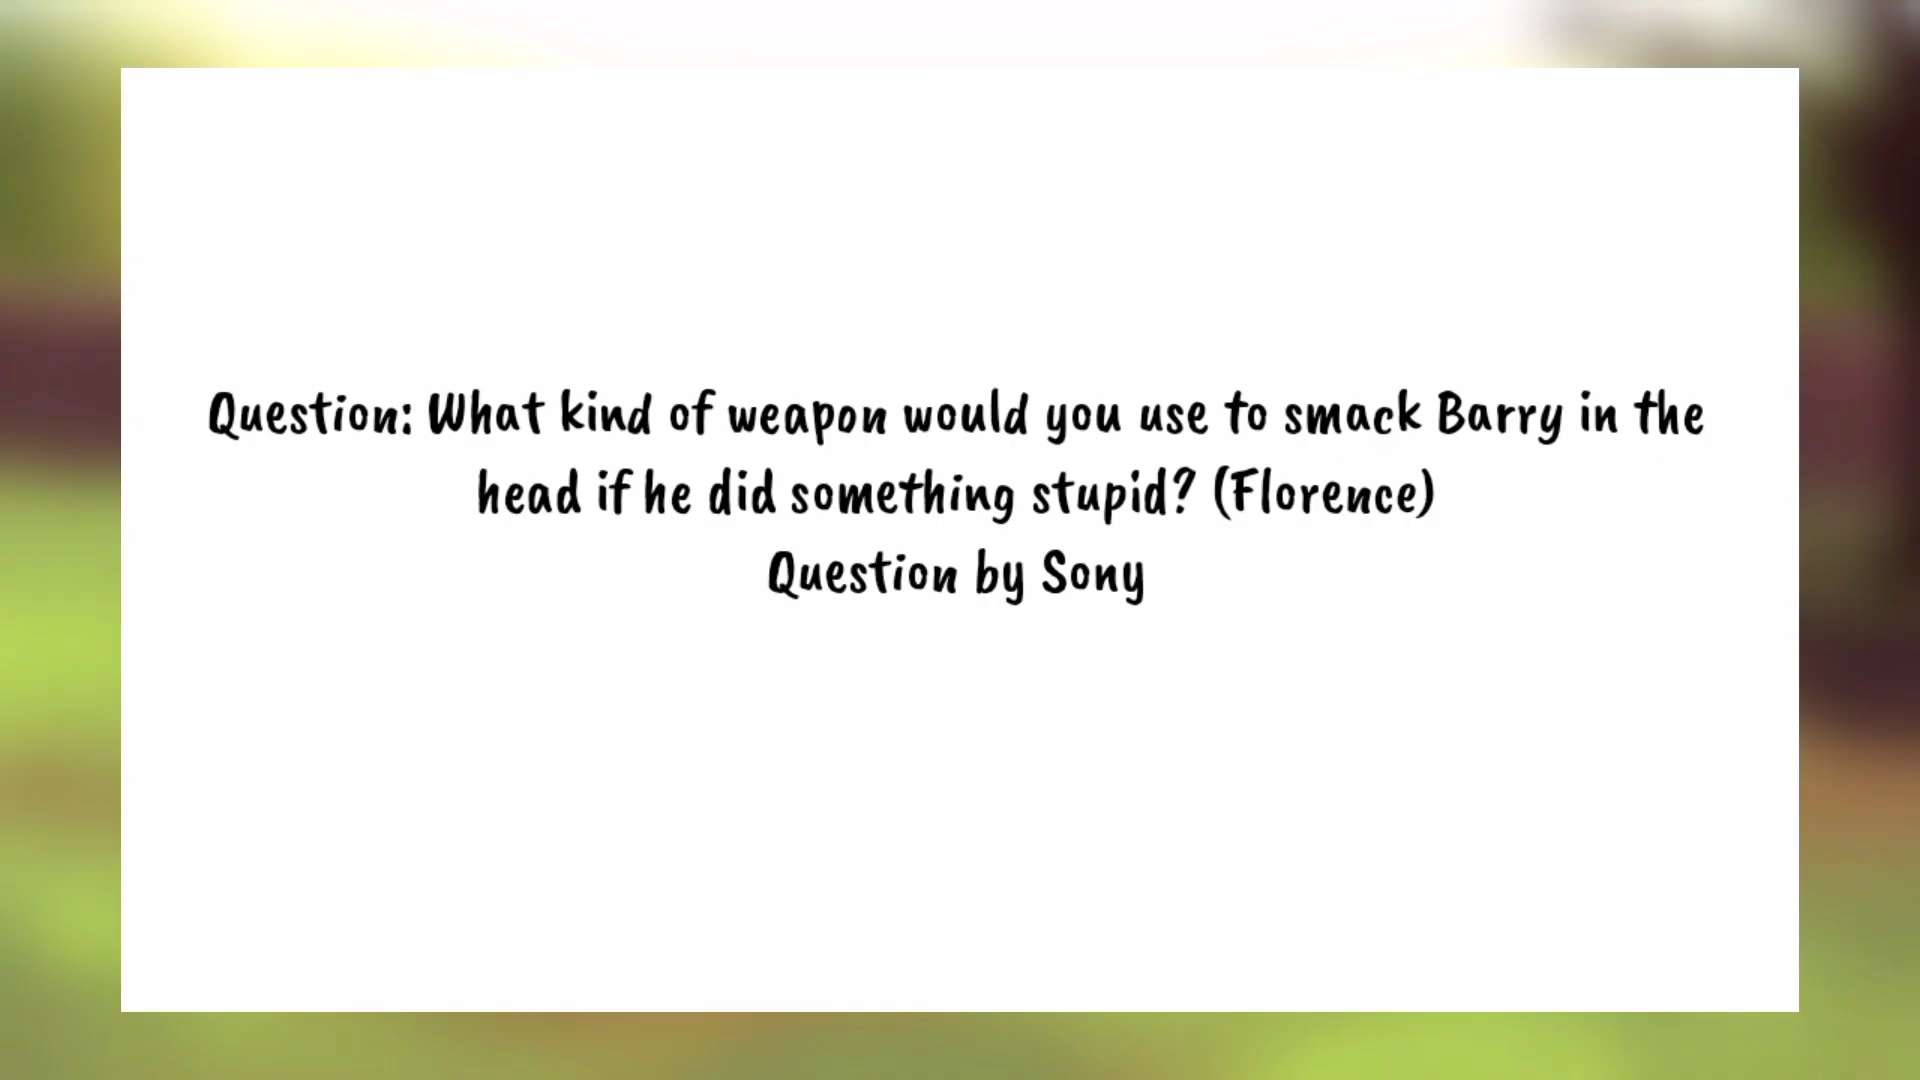 Question: What kind of weapon would you use to smack Barry in the
head if he did something stupid? (Florence)
Question by Sony